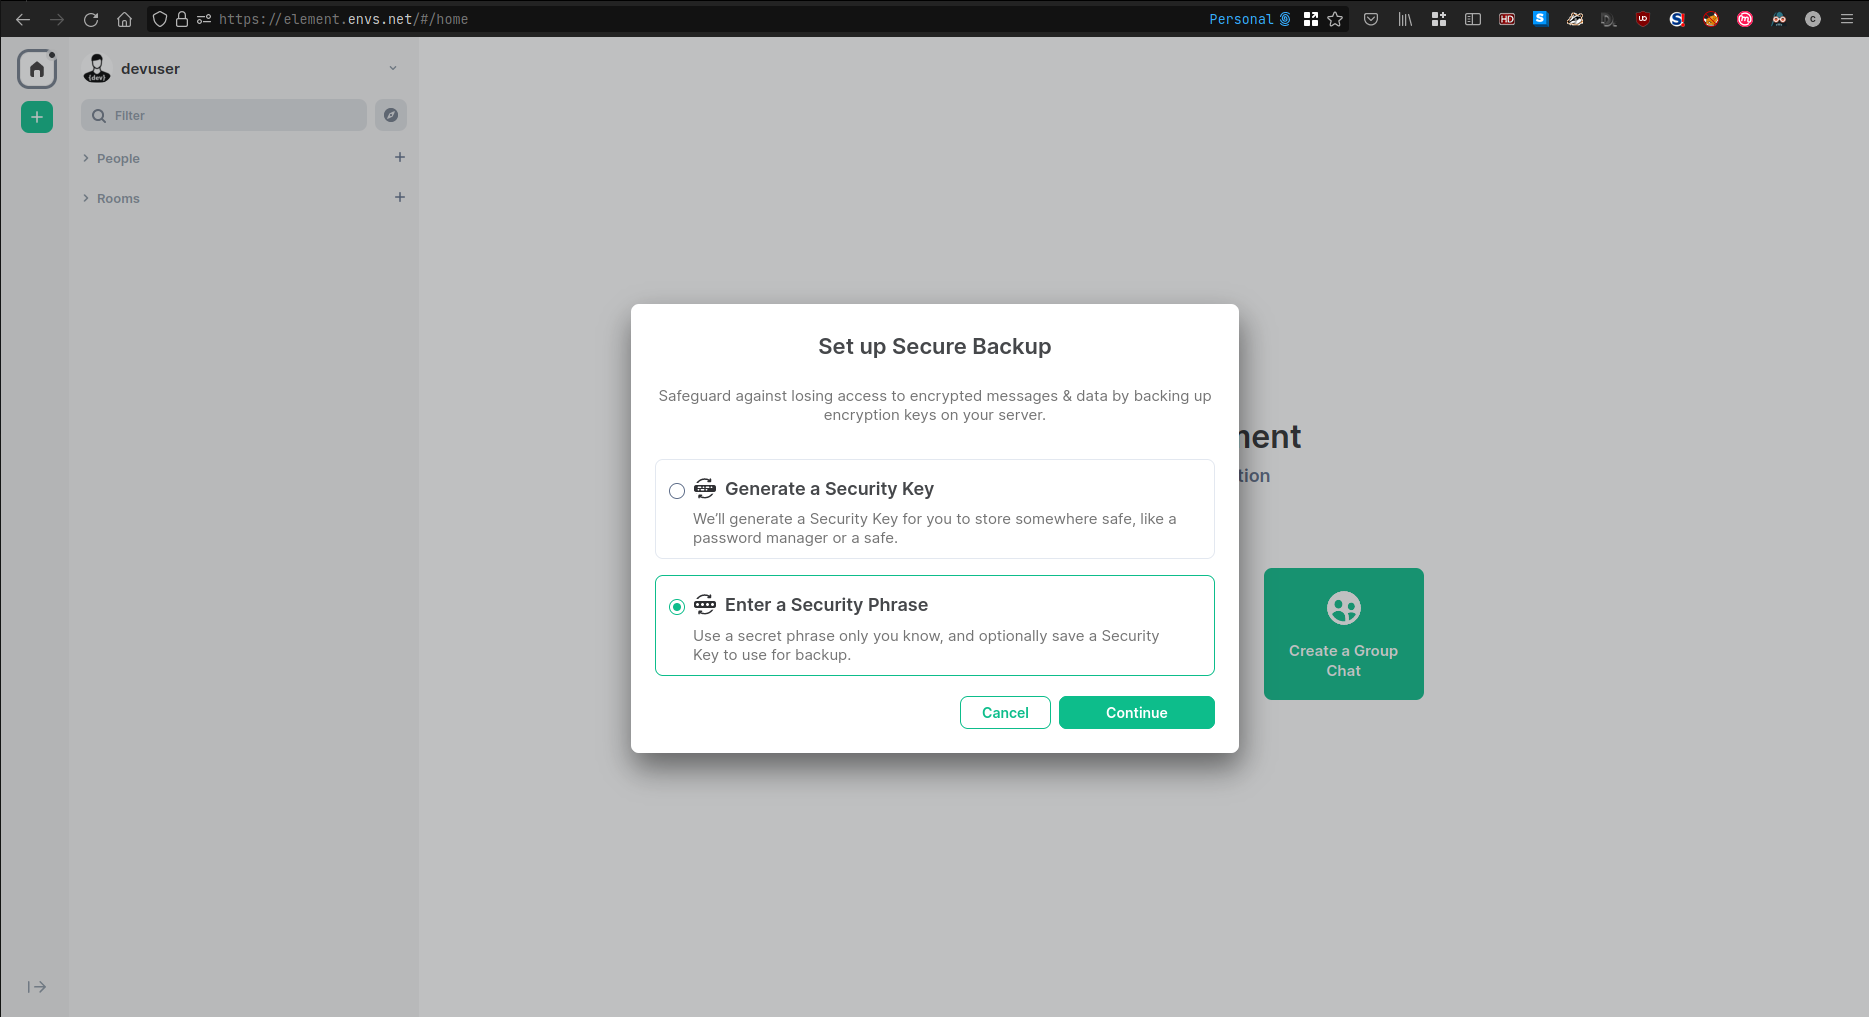 https://element.envs.net/#/home
Personal
HD
devuser
Filter
People
Rooms
Set up Secure Backup
Safeguard against losing access to encrypted messages & data by backing up
encryption keys on your server.
Generate a Security Key
We'll generate a Security Key for you to store somewhere safe, like a
password manager or a safe.
Enter a Security Phrase
Use a secret phrase only you know, and optionally save a Security
Key to use for backup.
Cancel
Continue
ment
tion
Create a Group
Chat